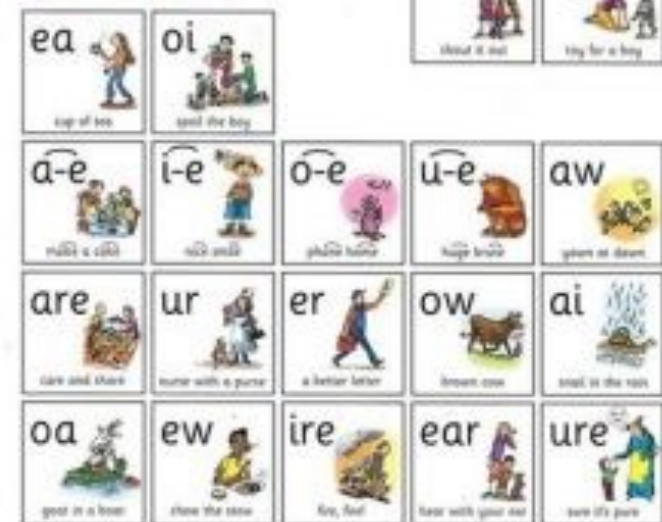 shout it out
toy for a boy
ea
oi
cup of tea
spoil the boy
a-e
i-e
o-e
u-e
aw
make a cake
nice smile
phone home
huge brute
yawn at dawn
are
ur
er
ow
ai
care and share
nurse with a purse
a better letter
brown cow
snail in the rain
oa
ew
ire
ear
ure
goat in a boat
chew the stew
fire, fire!
hear with your ear
sure it's pure